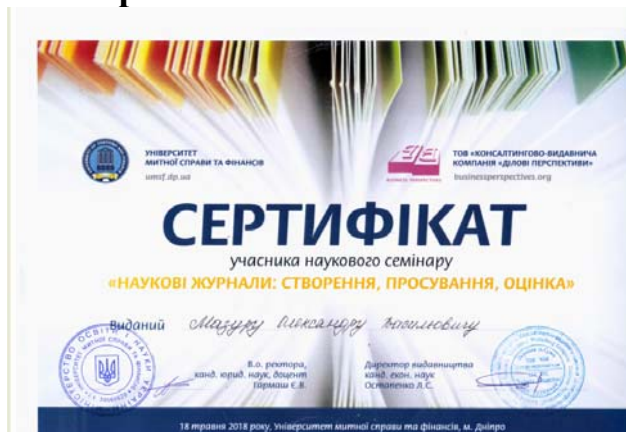 УНІВЕРСИТЕТ
МИТНОЇ СПРАВИ ТА ФІНАНСІВ
umsf.dp.ua
ТОВ «КОНСАЛТИНГОВО-ВИДАВНИЧА
КОМПАНІЯ «ДІЛОВІ ПЕРСПЕКТИВИ»
businessperspectives.org
СЕРТИФІКАТ
учасника наукового семінару
«НАУКОВІ ЖУРНАЛИ: СТВОРЕННЯ, ПРОСУВАННЯ, ОЦІНКА»
Виданий Мазуру Олександру Васильовичу
В.о. ректора,
канд. юрид. наук, доцент
Гармаш Є.В.
Директор видавництва
канд. екон. наук
Остапенко Л.С.
18 травня 2018 року, Університет митної справи та фінансів, м. Дніпро